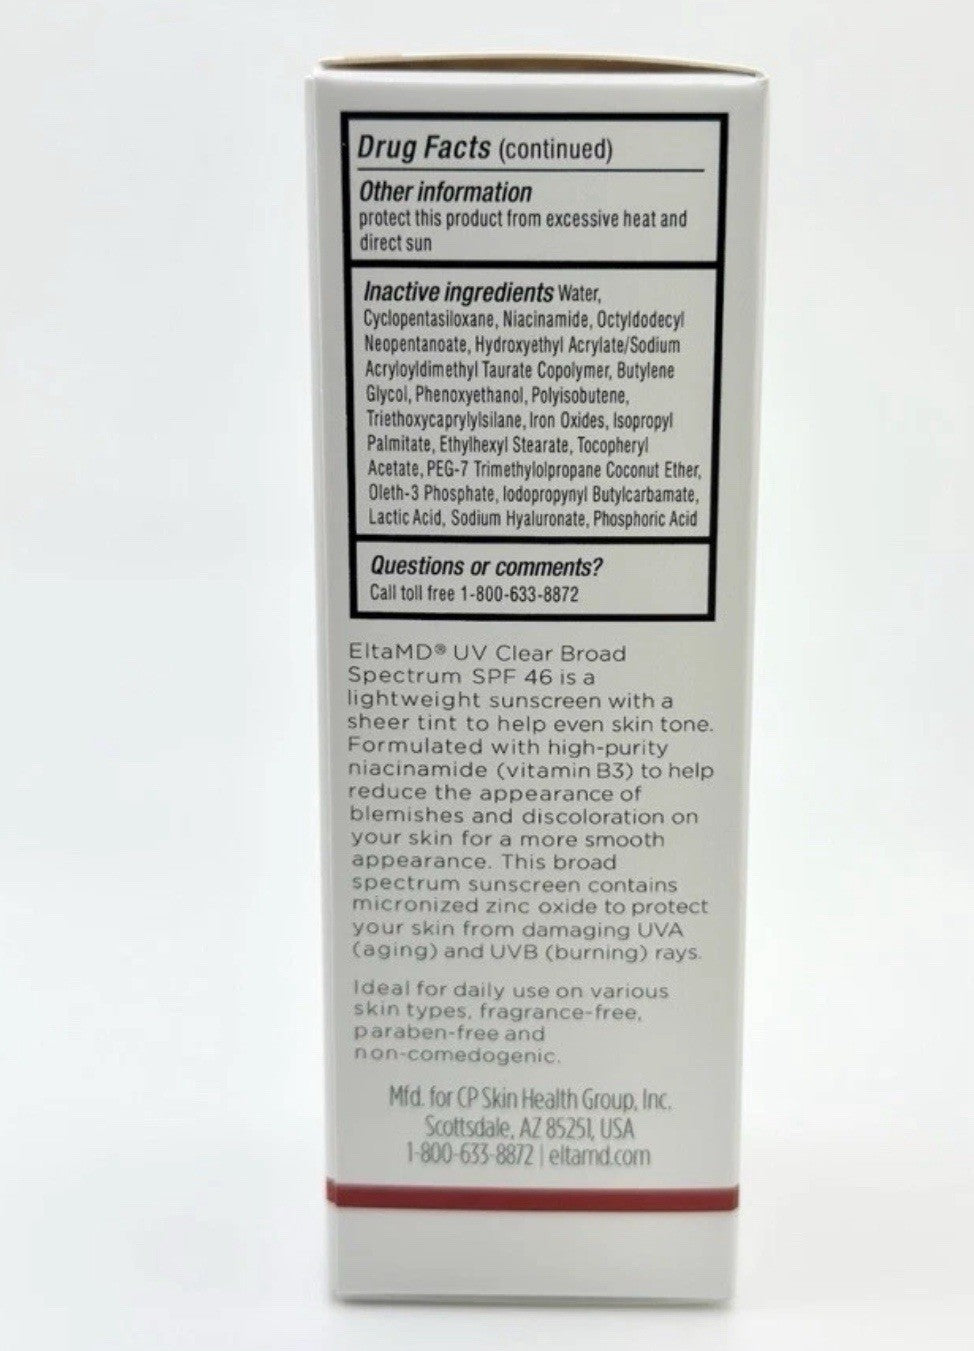 Drug Facts (continued)
Other information
protect this product from excessive heat and
direct sun
Inactive ingredients Water,
Cyclopentasiloxane, Niacinamide, Octyldodecyl
Neopentanoate, Hydroxyethyl Acrylate/Sodium
Acryloyldimethyl Taurate Copolymer, Butylene
Glycol, Phenoxyethanol, Polyisobutene,
Triethoxycaprylylsilane, Iron Oxides, Isopropyl
Palmitate, Ethylhexyl Stearate, Tocopheryl
Acetate, PEG-7 Trimethylolpropane Coconut Ether,
Oleth-3 Phosphate, Iodopropynyl Butylcarbamate,
Lactic Acid, Sodium Hyaluronate, Phosphoric Acid
Questions or comments?
Call toll free 1-800-633-8872
EltaMD® UV Clear Broad
Spectrum SPF 46 is a
lightweight sunscreen with a
sheer tint to help even skin tone.
Formulated with high-purity
niacinamide (vitamin B3) to help
reduce the appearance of
blemishes and discoloration on
your skin for a more smooth
appearance. This broad
spectrum sunscreen contains
micronized zinc oxide to protect
your skin from damaging UVA
(aging) and UVB (burning) rays.
Ideal for daily use on various
skin types, fragrance-free,
paraben-free and
non-comedogenic.
Mfd. for CP Skin Health Group, Inc.
Scottsdale, AZ 85251, USA
1-800-633-8872 | eltamd.com